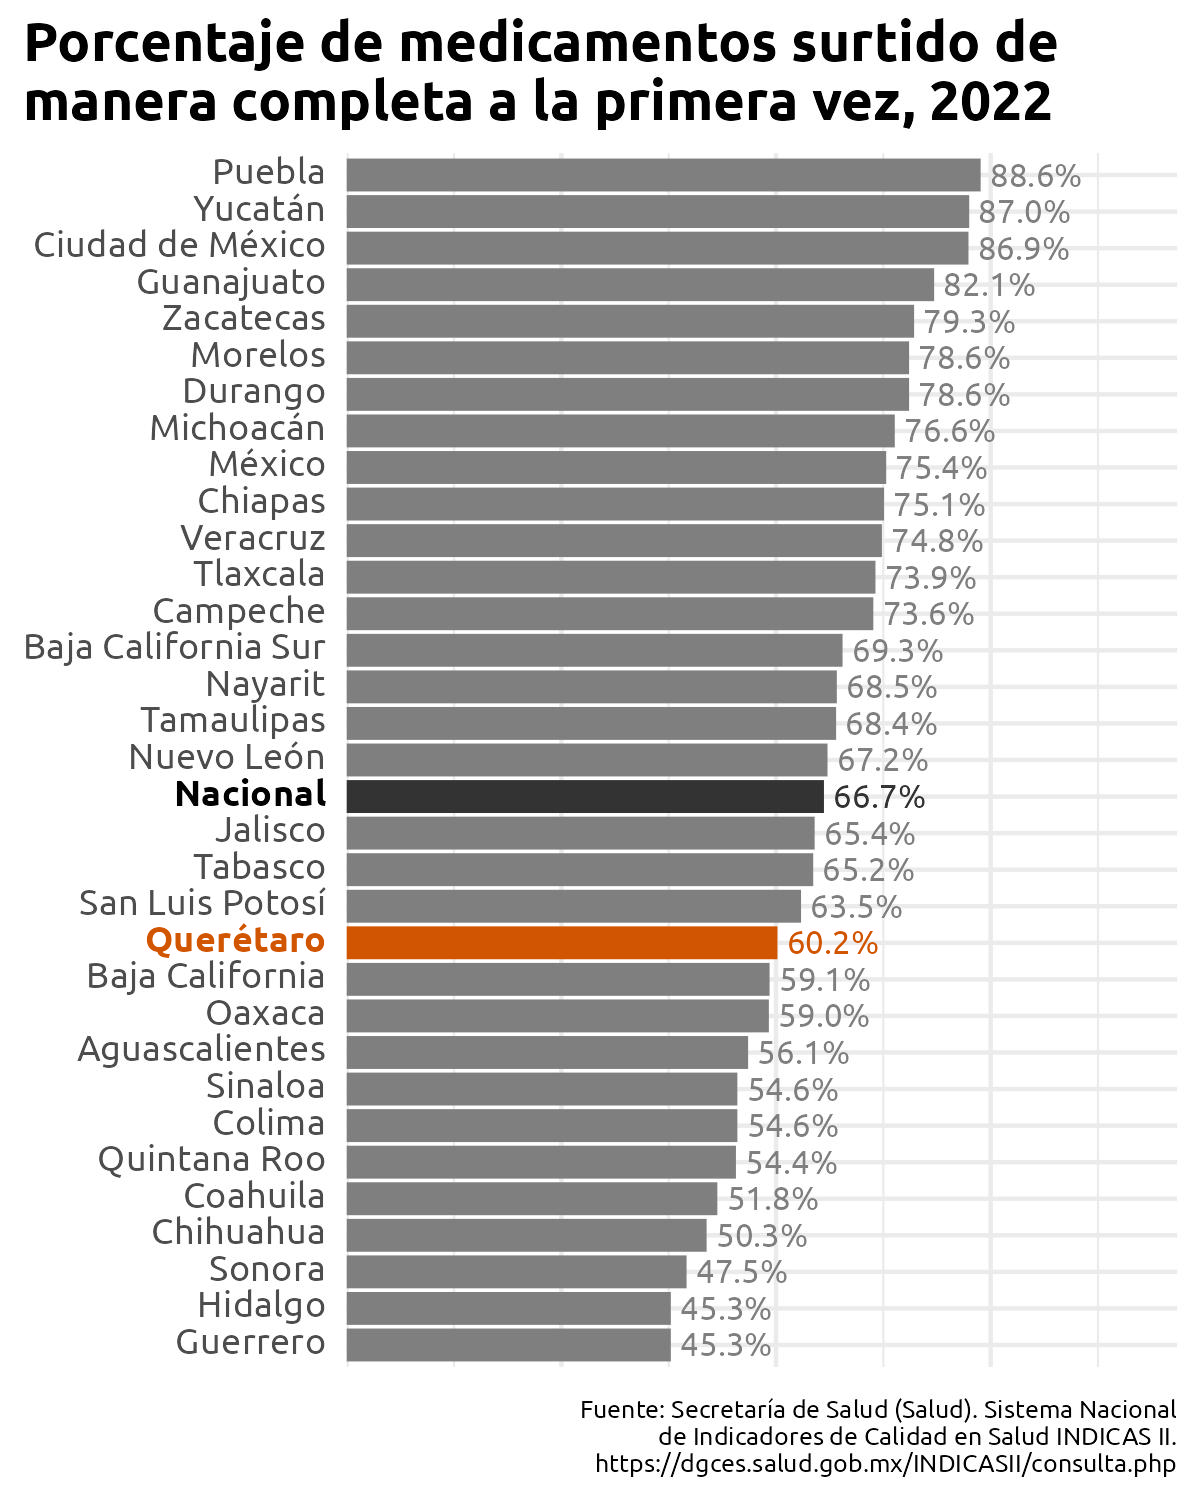 Porcentaje de medicamentos surtido de
manera completa a la primera vez, 2022
Puebla 88.6%
Yucatán 87.0%
Ciudad de México 86.9%
Guanajuato 82.1%
Zacatecas 79.3%
Morelos 78.6%
Durango 78.6%
Michoacán 76.6%
México 75.4%
Chiapas 75.1%
Veracruz 74.8%
Tlaxcala 73.9%
Campeche 73.6%
Baja California Sur 69.3%
Nayarit 68.5%
Tamaulipas 68.4%
Nuevo León 67.2%
Nacional 66.7%
Jalisco 65.4%
Tabasco 65.2%
San Luis Potosí 63.5%
Querétaro 60.2%
Baja California 59.1%
Oaxaca 59.0%
Aguascalientes 56.1%
Sinaloa 54.6%
Colima 54.6%
Quintana Roo 54.4%
Coahuila 51.8%
Chihuahua 50.3%
Sonora 47.5%
Hidalgo 45.3%
Guerrero 45.3%
Fuente: Secretaría de Salud (Salud). Sistema Nacional
de Indicadores de Calidad en Salud INDICAS II.
https://dgces.salud.gob.mx/INDICASII/consulta.php